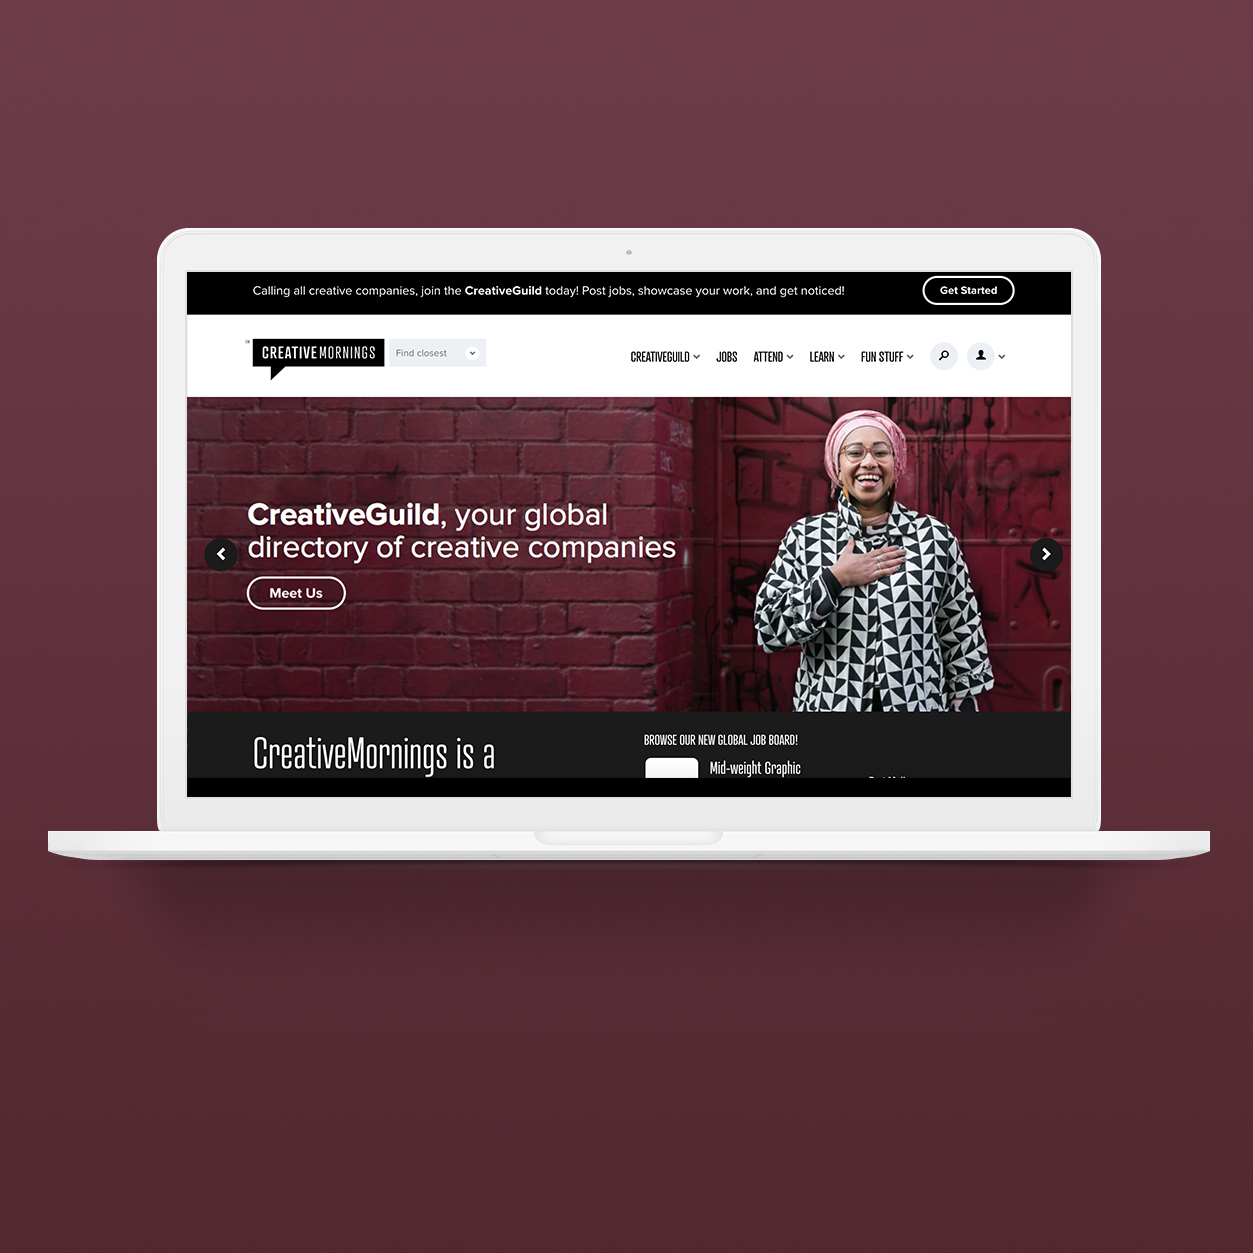 Calling all creative companies, join the CreativeGuild today! Post jobs, showcase your work, and get noticed!
Get Started
CREATIVEMORNINGS
Find closest
CREATIVEGUILD
JOBS
ATTEND
LEARN
FUN STUFF
CreativeGuild, your global
directory of creative companies
Meet Us
CreativeMornings is a
BROWSE OUR NEW GLOBAL JOB BOARD!
Mid-weight Graphic